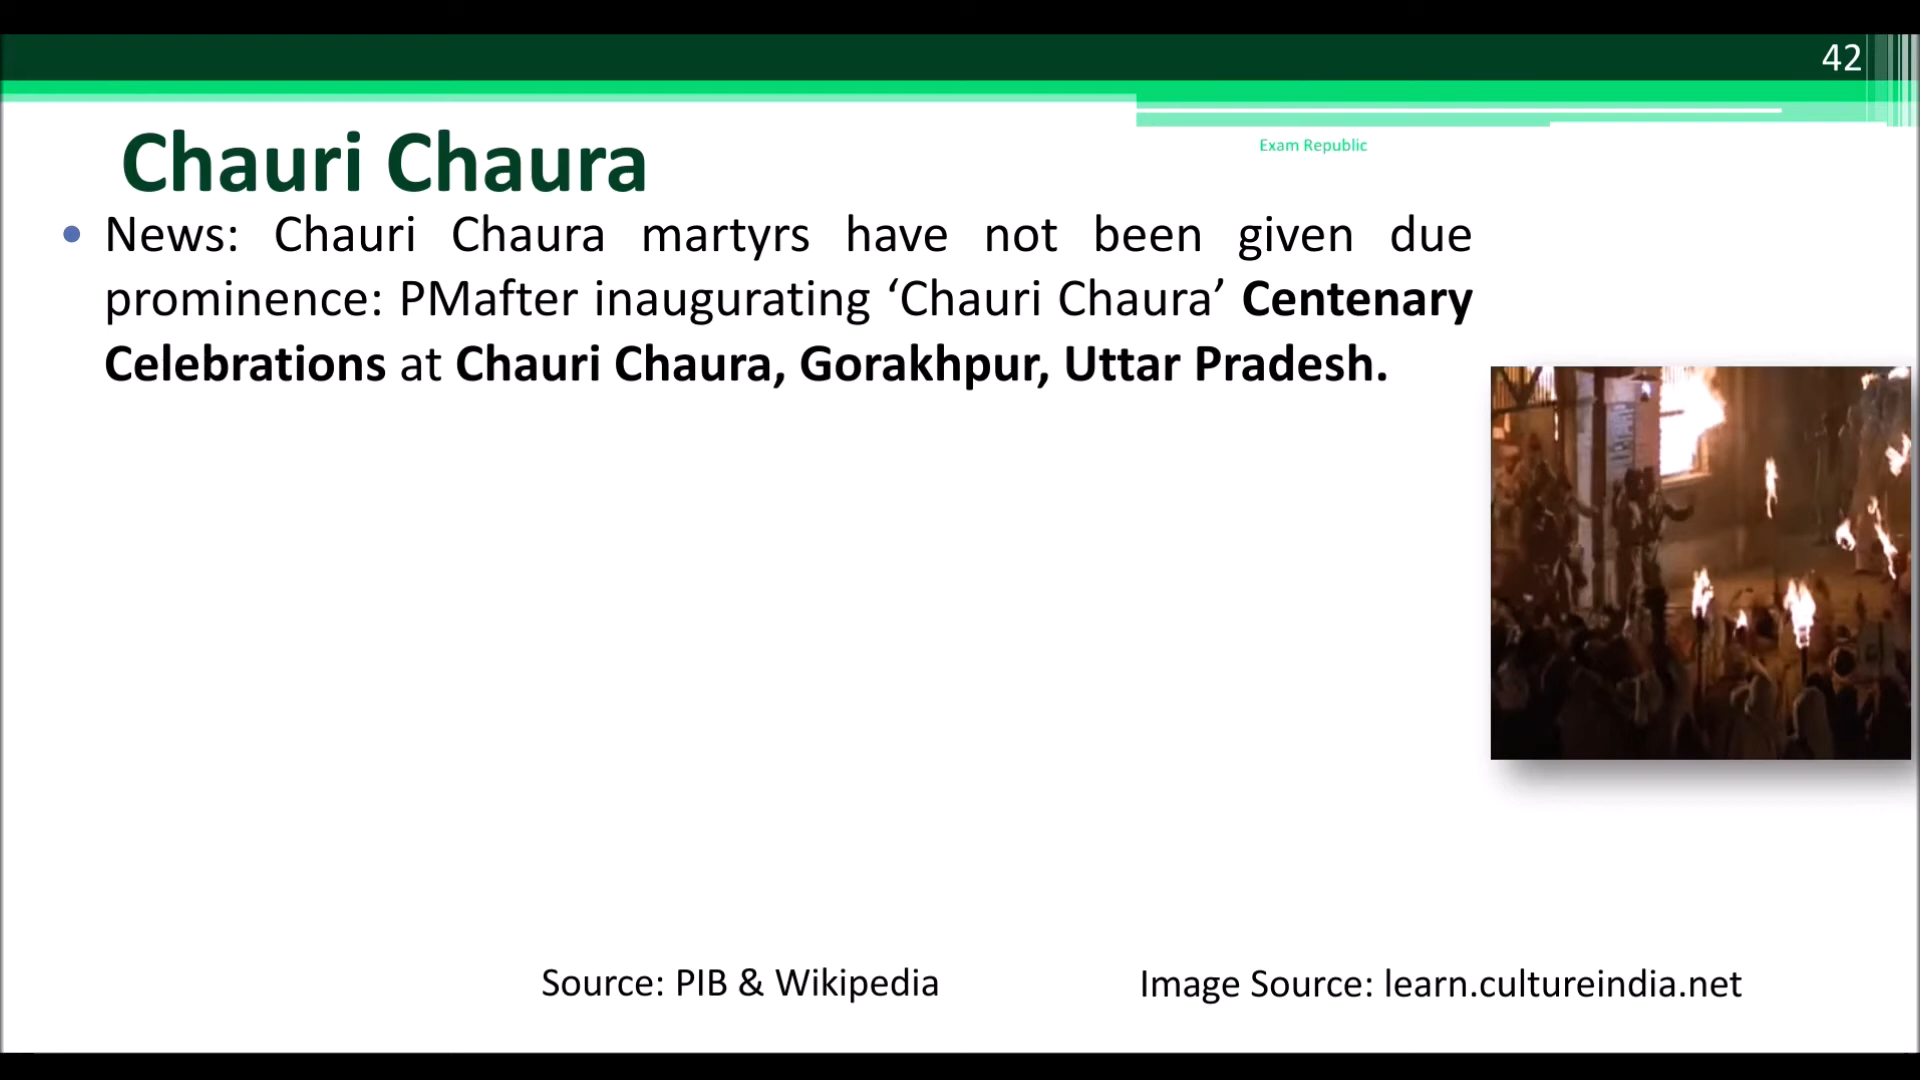 42
Exam Republic
Chauri Chaura
• News: Chauri Chaura martyrs have not been given due
prominence: PMafter inaugurating ‘Chauri Chaura’ Centenary
Celebrations at Chauri Chaura, Gorakhpur, Uttar Pradesh.
Source: PIB & Wikipedia
Image Source: learn.cultureindia.net